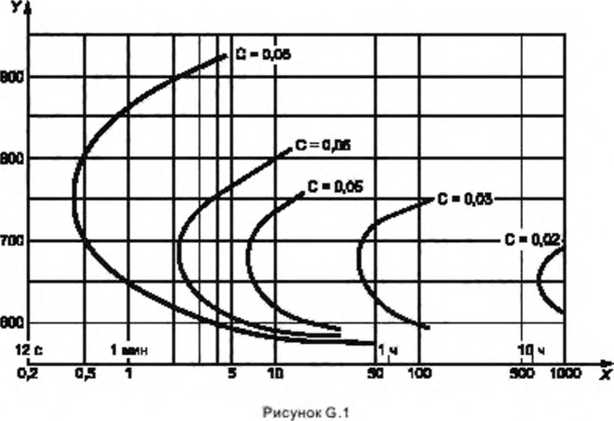 Y
C = 0,08
900
C = 0,06
800
C = 0,05
C = 0,03
700
C = 0,02
600
12 с 1 мин 1 ч 10 ч
0,2 0,5 1 5 10 50 100 500 1000 X
Рисунок G.1